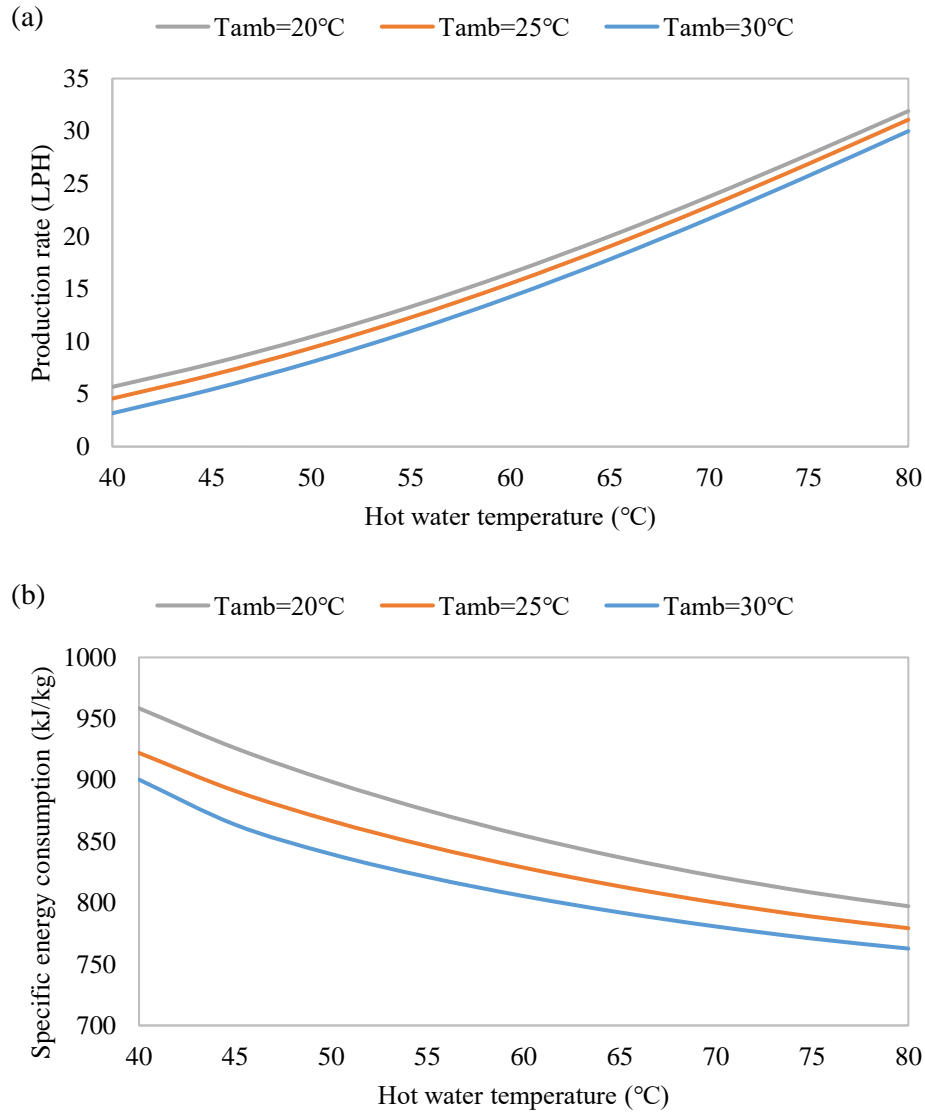 (a)
Tamb=20℃ Tamb=25℃ Tamb=30℃
35
30
25
20
15
10
5
0
Production rate (LPH)
40 45 50 55 60 65 70 75 80
Hot water temperature (℃)
(b)
Tamb=20℃ Tamb=25℃ Tamb=30℃
1000
950
900
850
800
750
700
Specific energy consumption (kJ/kg)
40 45 50 55 60 65 70 75 80
Hot water temperature (℃)